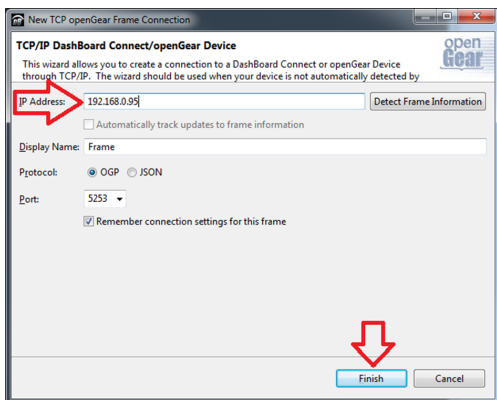 New TCP openGear Frame Connection
TCP/IP DashBoard Connect/openGear Device
open
Gear
This wizard allows you to create a connection to a DashBoard Connect or openGear Device
through TCP/IP. The wizard should be used when your device is not automatically detected by
IP Address: 192.168.0.95 Detect Frame Information
Automatically track updates to frame information
Display Name: Frame
Protocol: OGP JSON
Port: 5253
Remember connection settings for this frame
Finish Cancel